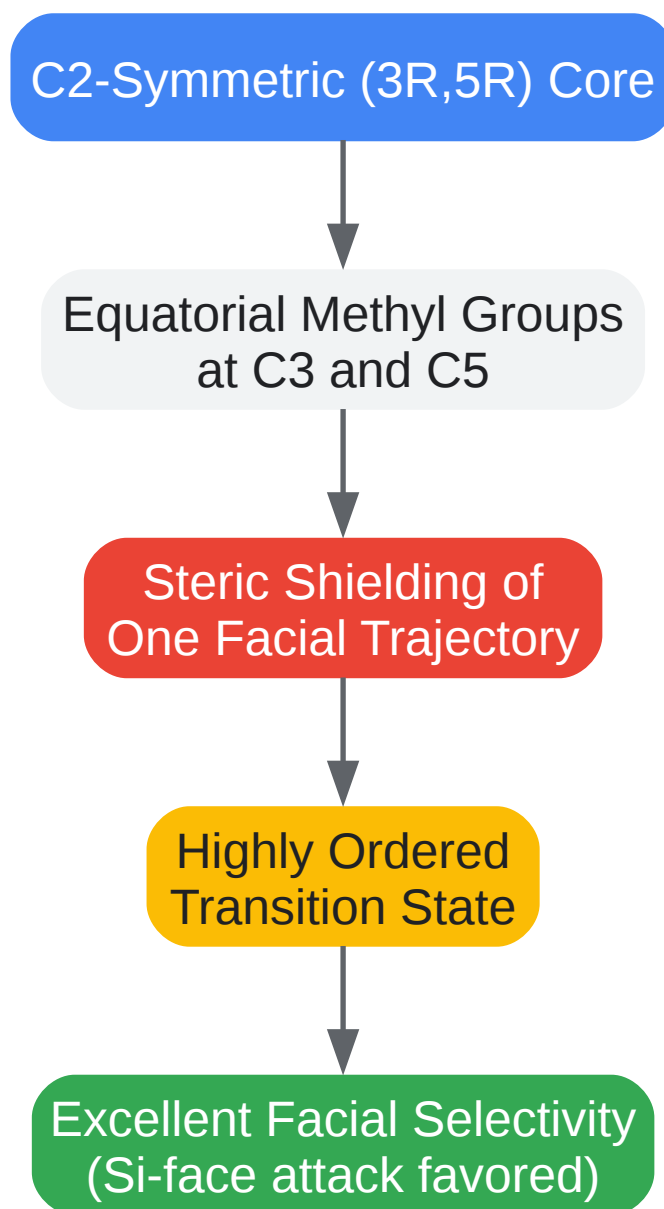 C2-Symmetric (3R,5R) Core
Equatorial Methyl Groups
at C3 and C5
Steric Shielding of
One Facial Trajectory
Highly Ordered
Transition State
Excellent Facial Selectivity
(Si-face attack favored)